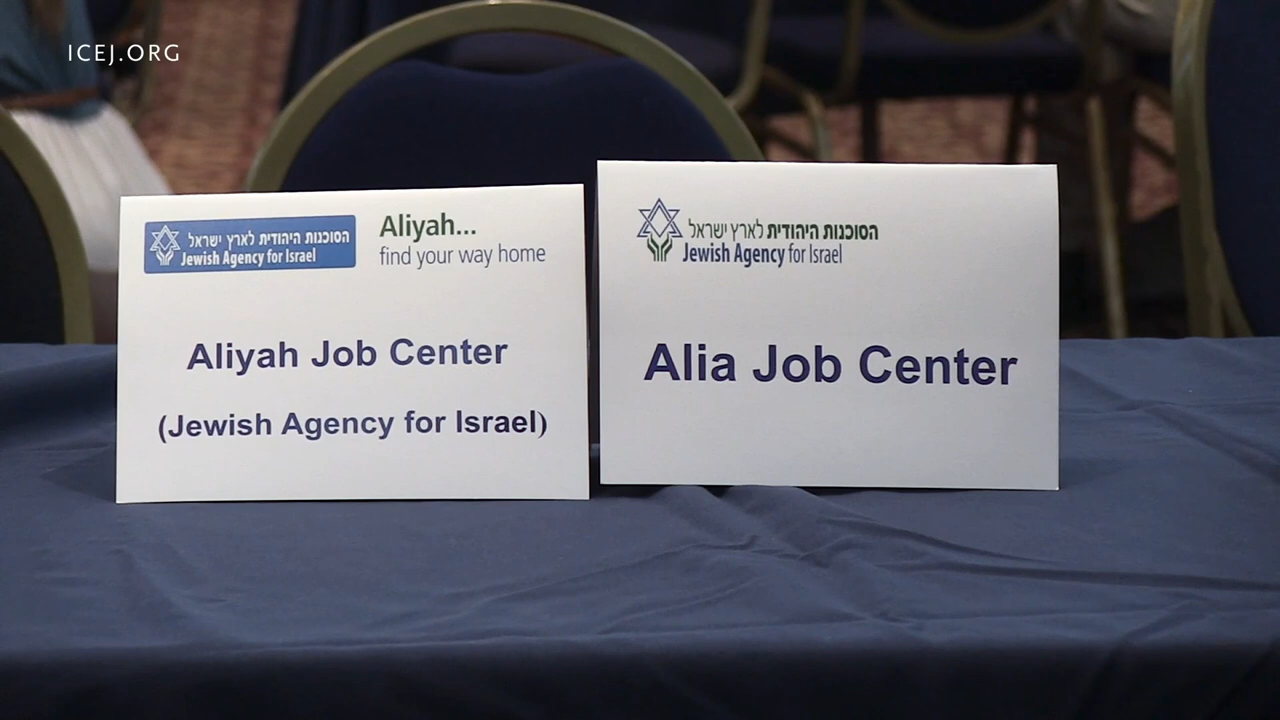 ICEJ.ORG
הסוכנות היהודית לארץ ישראל
Jewish Agency for Israel
Aliyah...
find your way home
Aliyah Job Center
(Jewish Agency for Israel)
הסוכנות היהודית לארץ ישראל
Jewish Agency for Israel
Alia Job Center